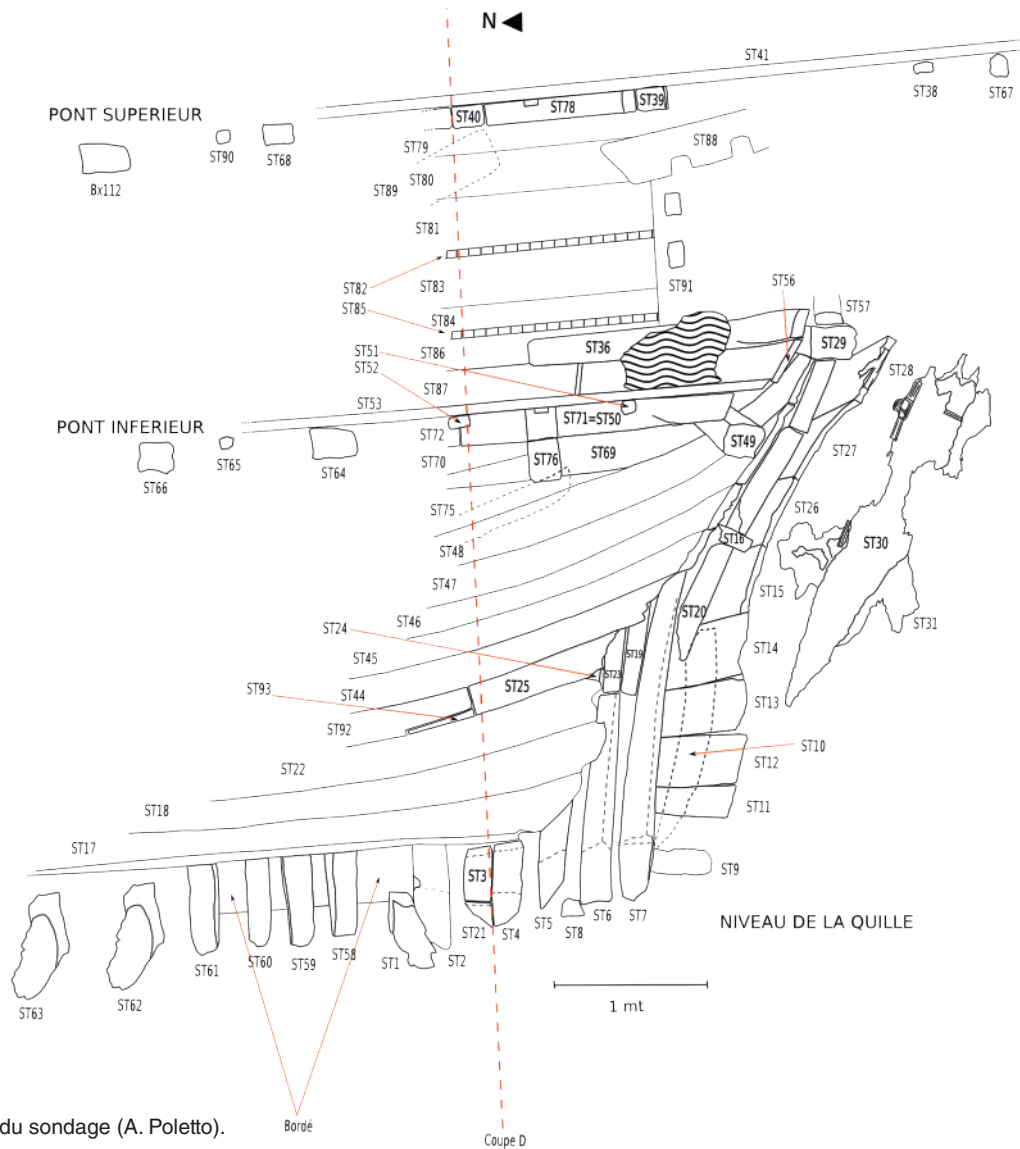 N
ST41
ST38
ST67
PONT SUPERIEUR
ST40
ST78
ST39
ST90
ST68
Bx112
ST79
ST80
ST89
ST88
ST81
ST82
ST83
ST91
ST85
ST84
ST56
ST57
ST86
ST36
ST29
ST51
ST52
ST87
ST53
ST28
PONT INFERIEUR
ST72
ST71=ST50
ST49
ST27
ST66
ST65
ST64
ST70
ST76
ST69
ST75
ST48
ST26
ST16
ST30
ST47
ST15
ST46
ST20
ST31
ST24
ST45
ST19
ST14
ST23
ST93
ST44
ST25
ST13
ST92
ST10
ST12
ST22
ST11
ST18
ST17
ST3
ST9
ST5
ST6
ST7
ST8
NIVEAU DE LA QUILLE
ST21
ST4
ST61
ST60
ST59
ST58
ST1
ST2
ST63
ST62
1 mt
du sondage (A. Poletto).
Bordé
Coupe D